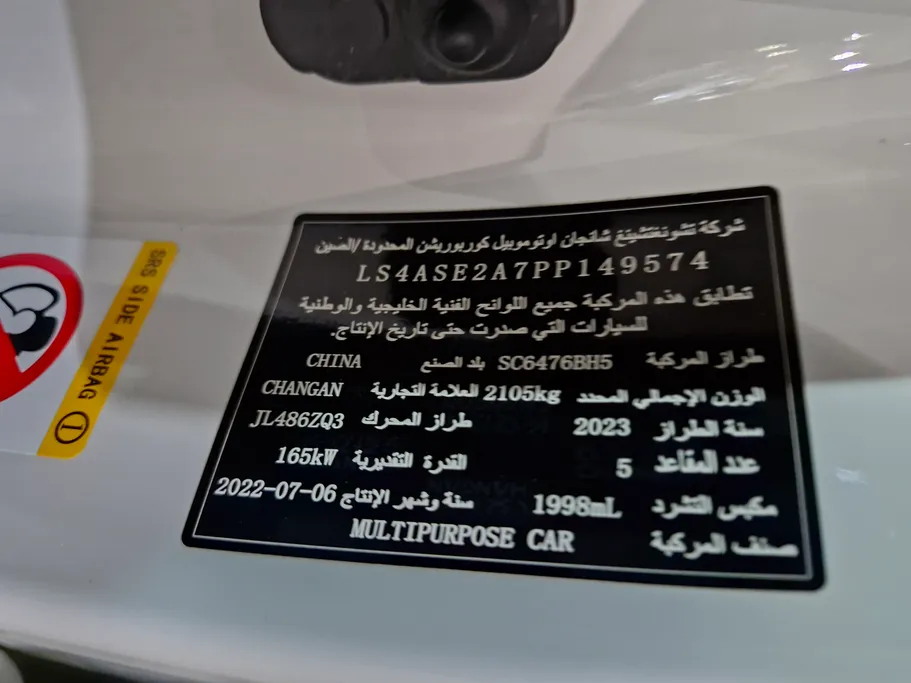 شركة تشونغتشينغ شانجان اوتوموبيل كوربوريشن المحدودة /الصين
LS4ASE2A7PP149574
تطابق هذه المركبة جميع اللوائح الفنية الخليجية والوطنية
للسيارات التي صدرت حتى تاريخ الإنتاج.
طراز المركبة SC6476BH5 بلد الصنع CHINA
الوزن الإجمالي المحدد 2105kg العلامة التجارية CHANGAN
سنة الطراز 2023 طراز المحرك JL486ZQ3
عدد المقاعد 5 القدرة التقديرية 165kW
مكبس التشرد 1998mL سنة وشهر الإنتاج 2022-07-06
صنف المركبة MULTIPURPOSE CAR
SRS SIDE AIRBAG ①